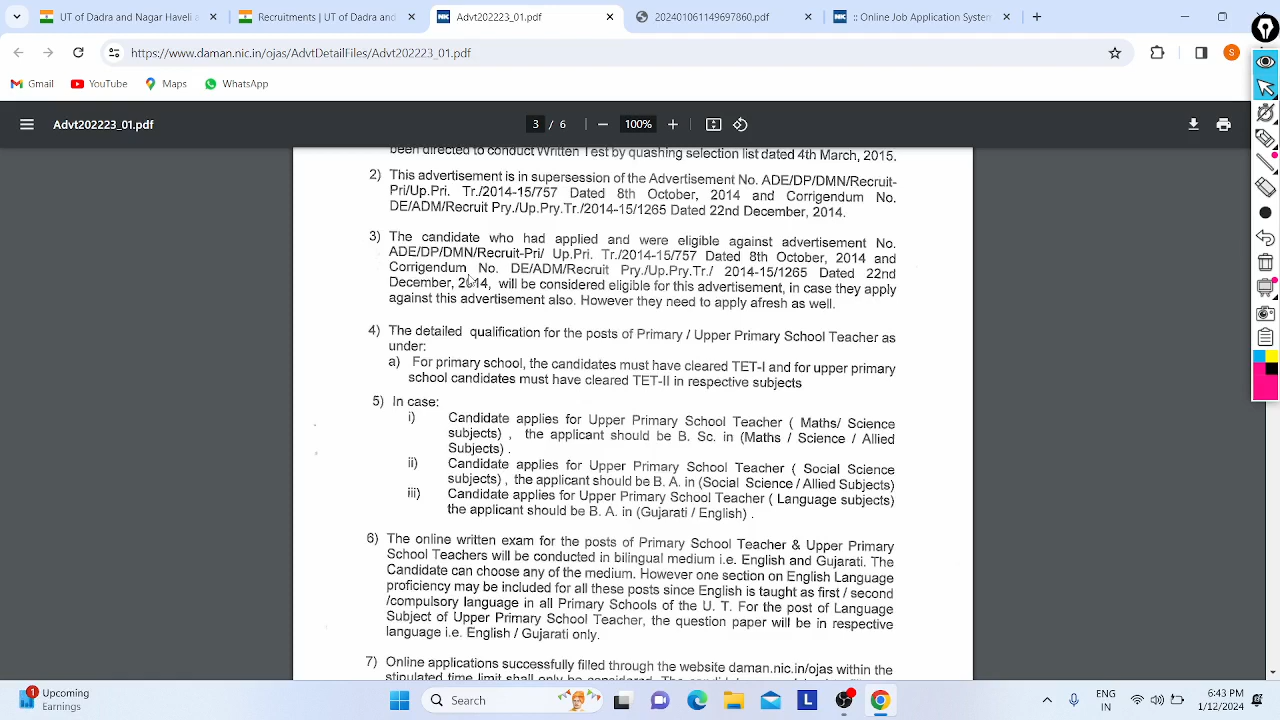 UT of Dadra and Nagar Haveli a
Recruitments | UT of Dadra and
Advt202223_01.pdf
:: Online Job Application System
https://www.daman.nic.in/ojas/AdvtDetailFiles/Advt202223_01.pdf
S
Gmail
YouTube
Maps
WhatsApp
Advt202223_01.pdf
3 / 6
100%
been directed to conduct Written Test by quashing selection list dated 4th March, 2015.
2) This advertisement is in supersession of the Advertisement No. ADE/DP/DMN/Recruit-
Pri/Up.Pri. Tr./2014-15/757 Dated 8th October, 2014 and Corrigendum No.
DE/ADM/Recruit Pry./Up.Pry.Tr./2014-15/1265 Dated 22nd December, 2014.
3) The candidate who had applied and were eligible against advertisement No.
ADE/DP/DMN/Recruit-Pri/ Up.Pri. Tr./2014-15/757 Dated 8th October, 2014 and
Corrigendum No. DE/ADM/Recruit Pry./Up.Pry.Tr./ 2014-15/1265 Dated 22nd
December, 2014, will be considered eligible for this advertisement, in case they apply
against this advertisement also. However they need to apply afresh as well.
4) The detailed qualification for the posts of Primary / Upper Primary School Teacher as
under:
a) For primary school, the candidates must have cleared TET-I and for upper primary
school candidates must have cleared TET-II in respective subjects
5) In case:
i) Candidate applies for Upper Primary School Teacher ( Maths/ Science
subjects) , the applicant should be B. Sc. in (Maths / Science / Allied
Subjects) .
ii) Candidate applies for Upper Primary School Teacher ( Social Science
subjects) , the applicant should be B. A. in (Social Science / Allied Subjects)
iii) Candidate applies for Upper Primary School Teacher ( Language subjects)
the applicant should be B. A. in (Gujarati / English) .
6) The online written exam for the posts of Primary School Teacher & Upper Primary
School Teachers will be conducted in bilingual medium i.e. English and Gujarati. The
Candidate can choose any of the medium. However one section on English Language
proficiency may be included for all these posts since English is taught as first / second
/compulsory language in all Primary Schools of the U. T. For the post of Language
Subject of Upper Primary School Teacher, the question paper will be in respective
language i.e. English / Gujarati only.
7) Online applications successfully filled through the website daman.nic.in/ojas within the
stipulated time limit shall only be considered. The
1
Upcoming
Earnings
Search
L
ENG
IN
6:43 PM
1/12/2024